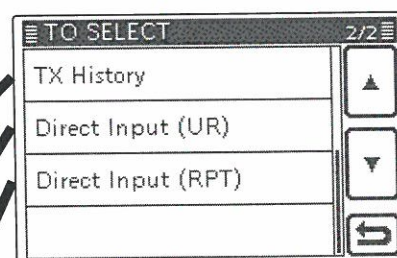 TO SELECT 2/2
TX History
Direct Input (UR)
Direct Input (RPT)